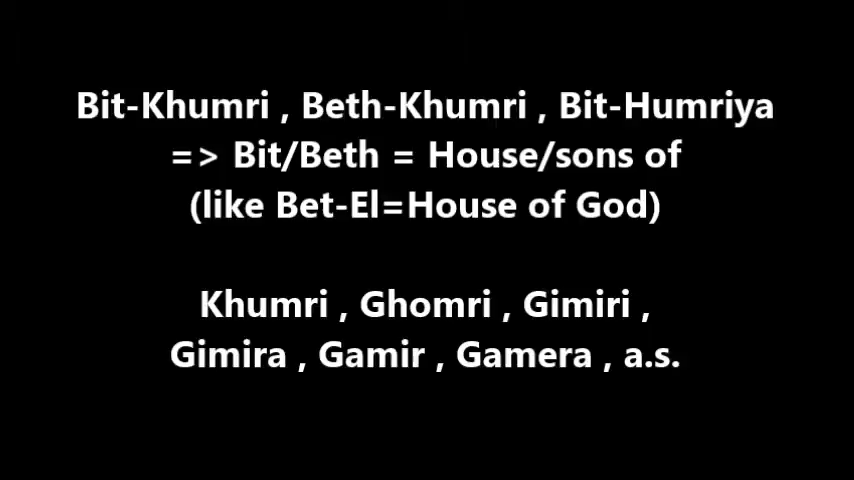 Bit-Khumri , Beth-Khumri , Bit-Humriya
=> Bit/Beth = House/sons of
(like Bet-El=House of God)
Khumri , Ghomri , Gimiri ,
Gimira , Gamir , Gamera , a.s.